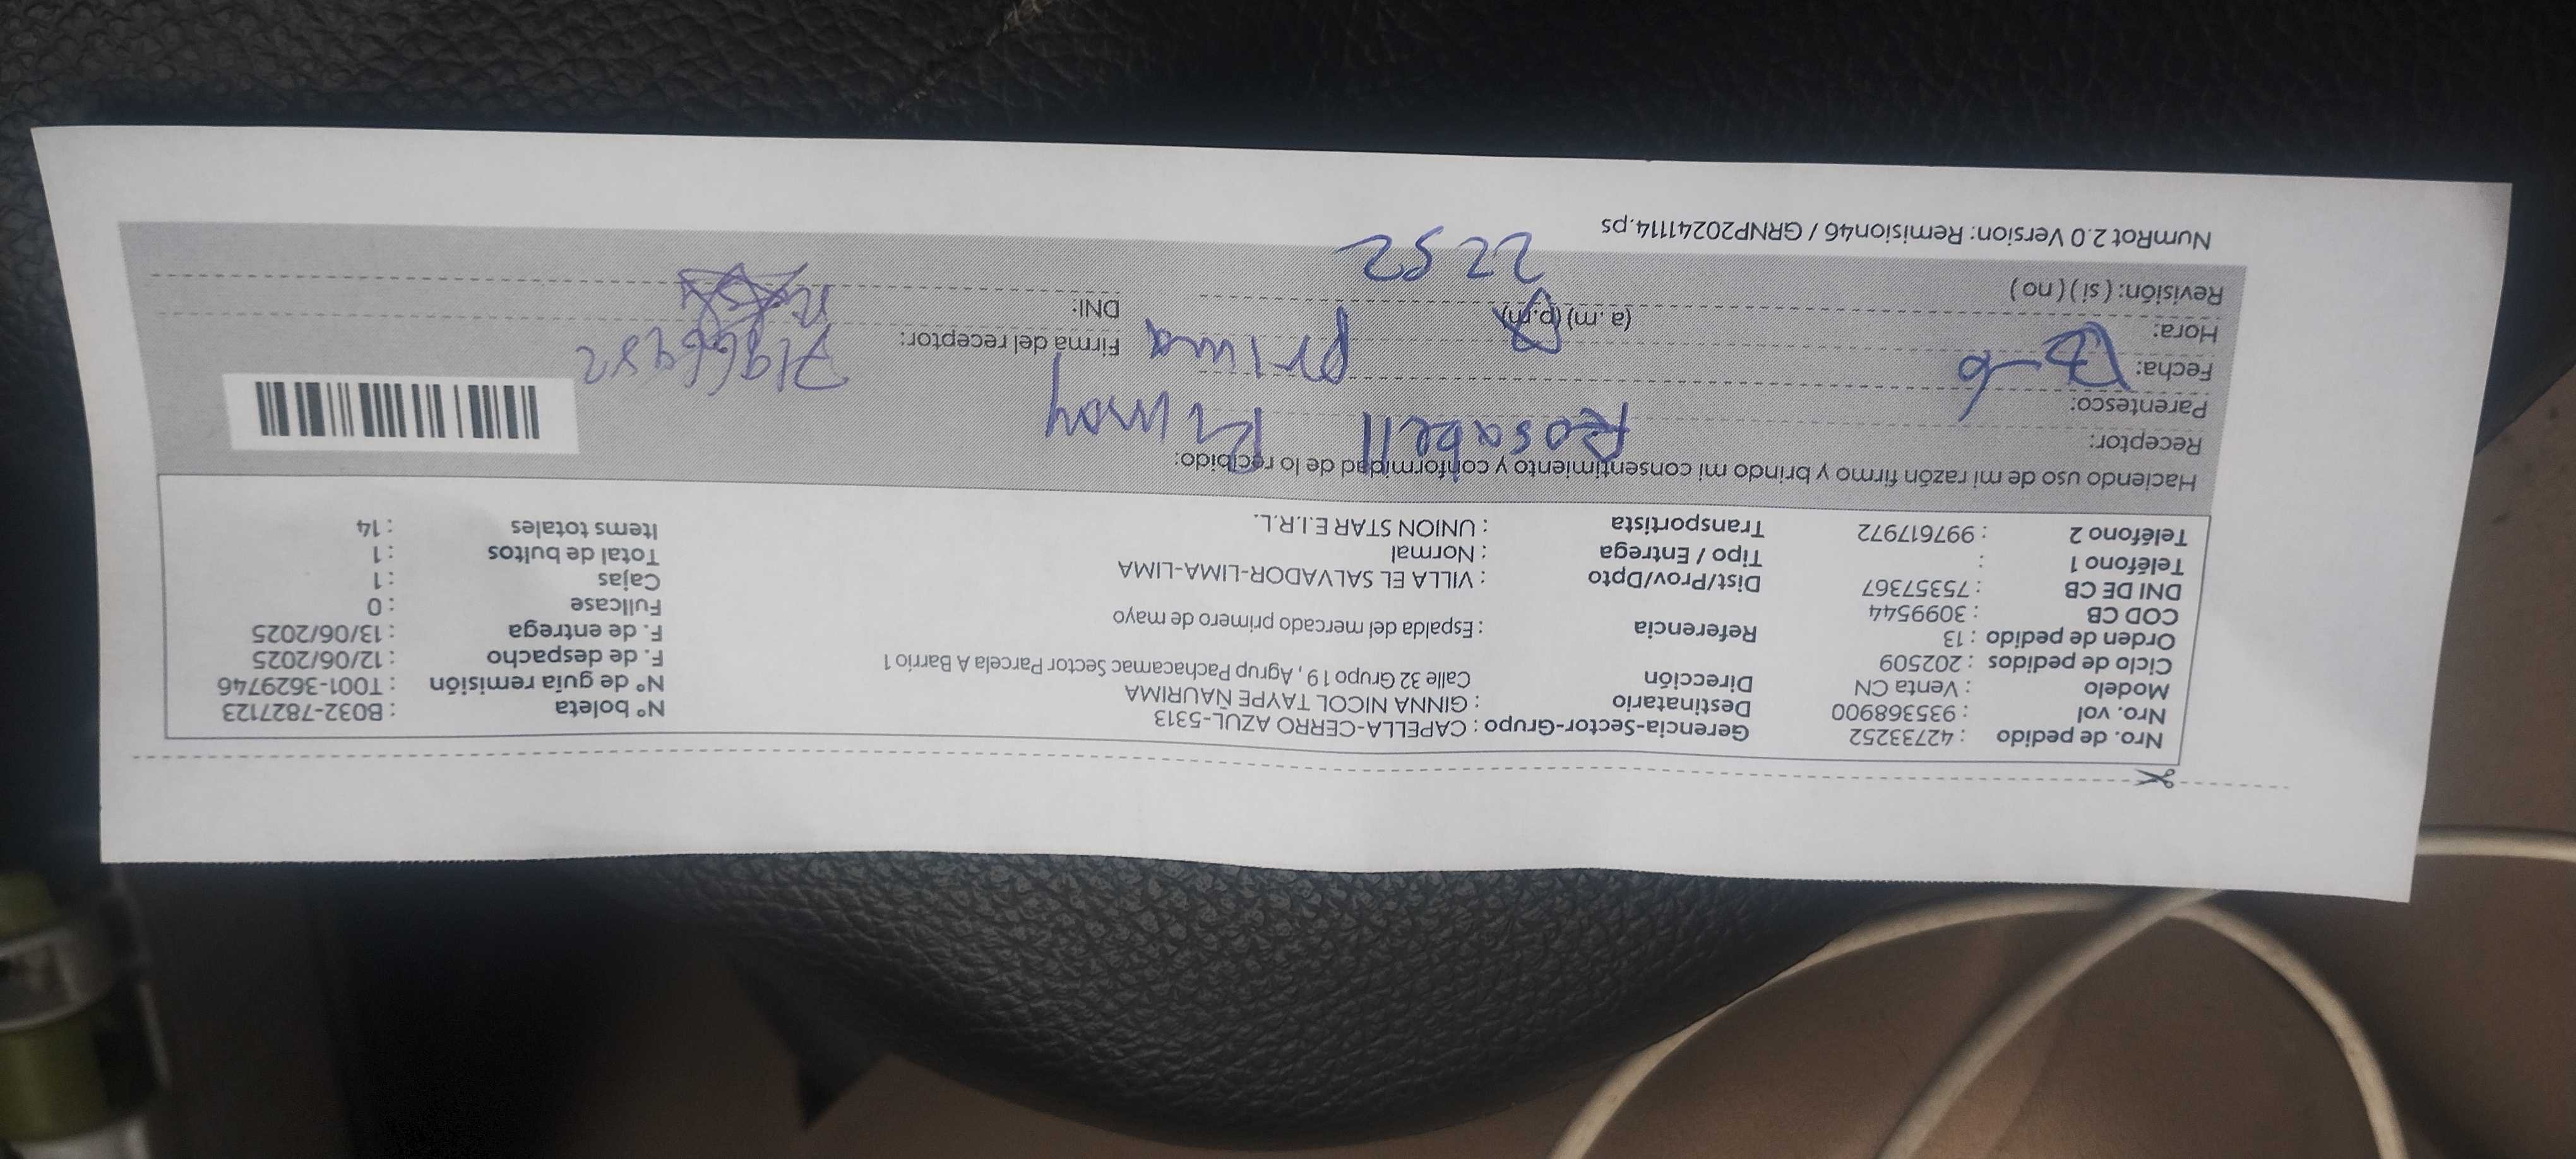 Nro. de pedido : 42733252 Gerencia-Sector-Grupo : CAPELLA-CERRO AZUL-5313 Nº boleta : B032-7827123
Nro. vol : 935368900 Destinatario : GINNA NICOL TAYPE ÑAURIMA Nº de guía remisión : T001-3629746
Modelo : Venta CN Dirección Calle 32 Grupo 19 , Agrup Pachacamac Sector Parcela A Barrio 1 F. de despacho : 12/06/2025
Ciclo de pedidos : 202509 F. de entrega : 13/06/2025
Orden de pedido : 13 Referencia : Espalda del mercado primero de mayo Fullcase : 0
COD CB : 3099544 Cajas : 1
DNI DE CB : 75357367 Dist/Prov/Dpto : VILLA EL SALVADOR-LIMA-LIMA Total de bultos : 1
Teléfono 1 : Tipo / Entrega : Normal Items totales : 14
Teléfono 2 : 997617972 Transportista : UNION STAR E.I.R.L.
Haciendo uso de mi razón firmo y brindo mi consentimiento y conformidad de lo recibido:
Receptor: Rosabell
Parentesco: prima
Fecha: 13-6 Firma del receptor:
Hora: (a. m) (p.m) 2252 DNI:
Revisión: ( si ) ( no )
NumRot 2.0 Version: Remision46 / GRNP20241114.ps